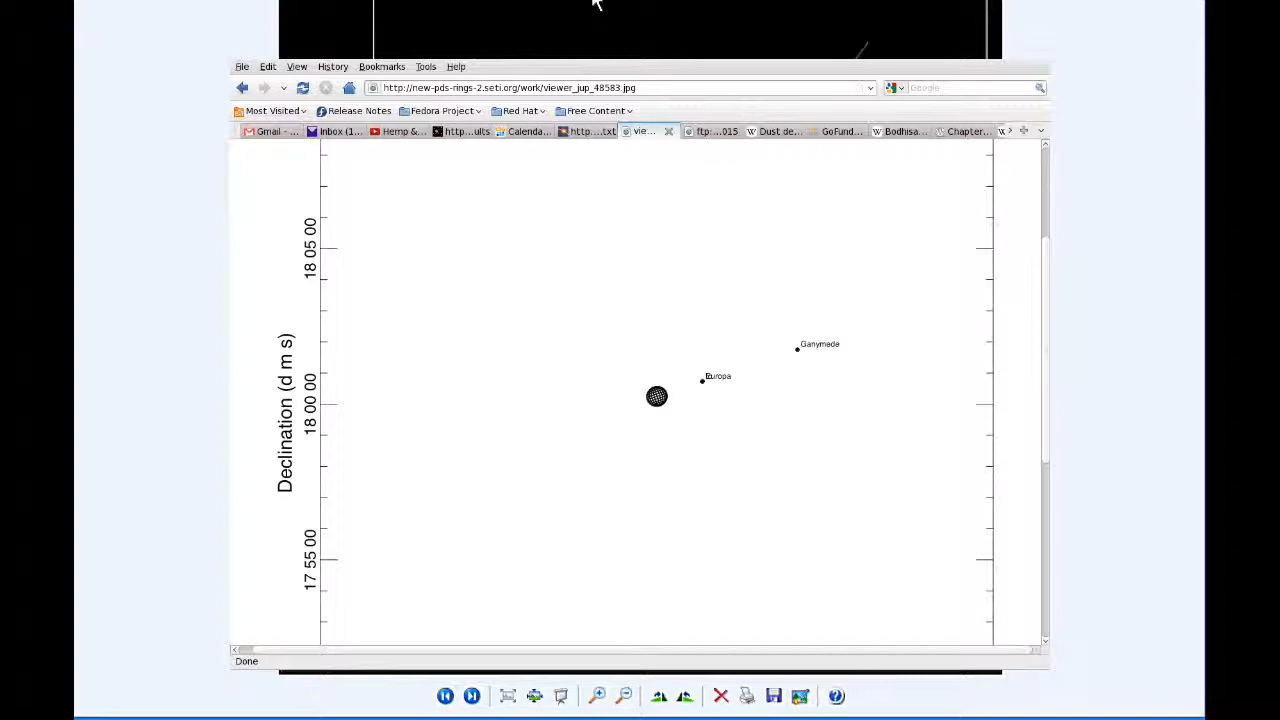 File Edit View History Bookmarks Tools Help
http://new-pds-rings-2.seti.org/work/viewer_jup_48583.jpg
Google
Most Visited Release Notes Fedora Project Red Hat Free Content
Gmail - ... Inbox (1... Hemp &... http...ults Calenda... http....txt vie... ftp:...015 Dust de... GoFund... Bodhisa... Chapter...
18 05 00
Ganymede
Europa
Declination (d m s)
18 00 00
17 55 00
Done